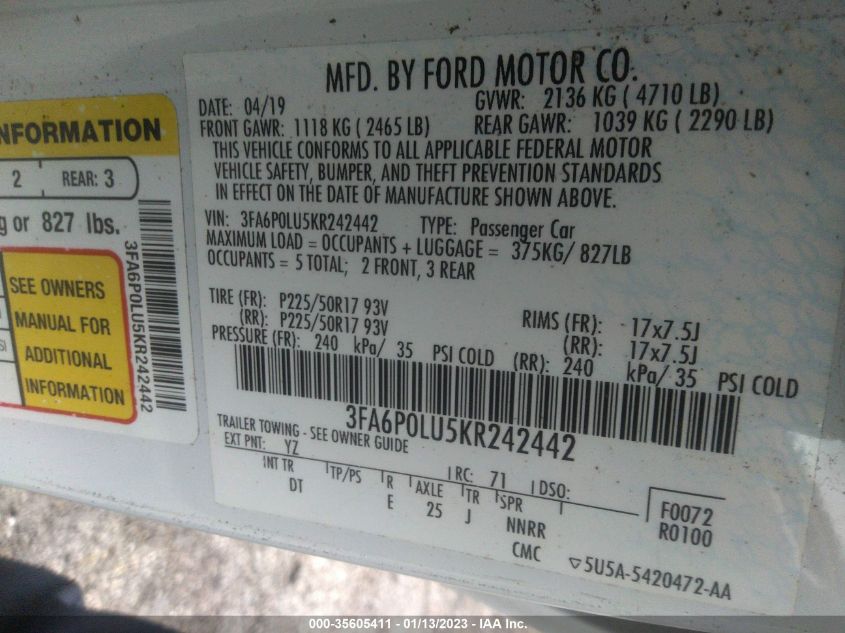 NFORMATION
2 REAR: 3
g or 827 lbs.
SEE OWNERS
MANUAL FOR
ADDITIONAL
INFORMATION
3FA6P0LU5KR242442
MFD. BY FORD MOTOR CO.
DATE: 04/19 GVWR: 2136 KG ( 4710 LB)
FRONT GAWR: 1118 KG ( 2465 LB) REAR GAWR: 1039 KG ( 2290 LB)
THIS VEHICLE CONFORMS TO ALL APPLICABLE FEDERAL MOTOR
VEHICLE SAFETY, BUMPER, AND THEFT PREVENTION STANDARDS
IN EFFECT ON THE DATE OF MANUFACTURE SHOWN ABOVE.
VIN: 3FA6P0LU5KR242442 TYPE: Passenger Car
MAXIMUM LOAD = OCCUPANTS + LUGGAGE = 375KG/ 827LB
OCCUPANTS = 5 TOTAL; 2 FRONT, 3 REAR
TIRE (FR): P225/50R17 93V RIMS (FR): 17x7.5J
(RR): P225/50R17 93V (RR): 17x7.5J
PRESSURE (FR): 240 kPa/ 35 PSI COLD (RR): 240 kPa/ 35 PSI COLD
3FA6P0LU5KR242442
TRAILER TOWING - SEE OWNER GUIDE
EXT PNT: YZ RC: 71 DSO:
INT TR TP/PS R AXLE TR SPR
DT E 25 J NNRR
CMC
F0072
R0100
▽5U5A-5420472-AA
000-35605411 - 01/13/2023 - IAA Inc.